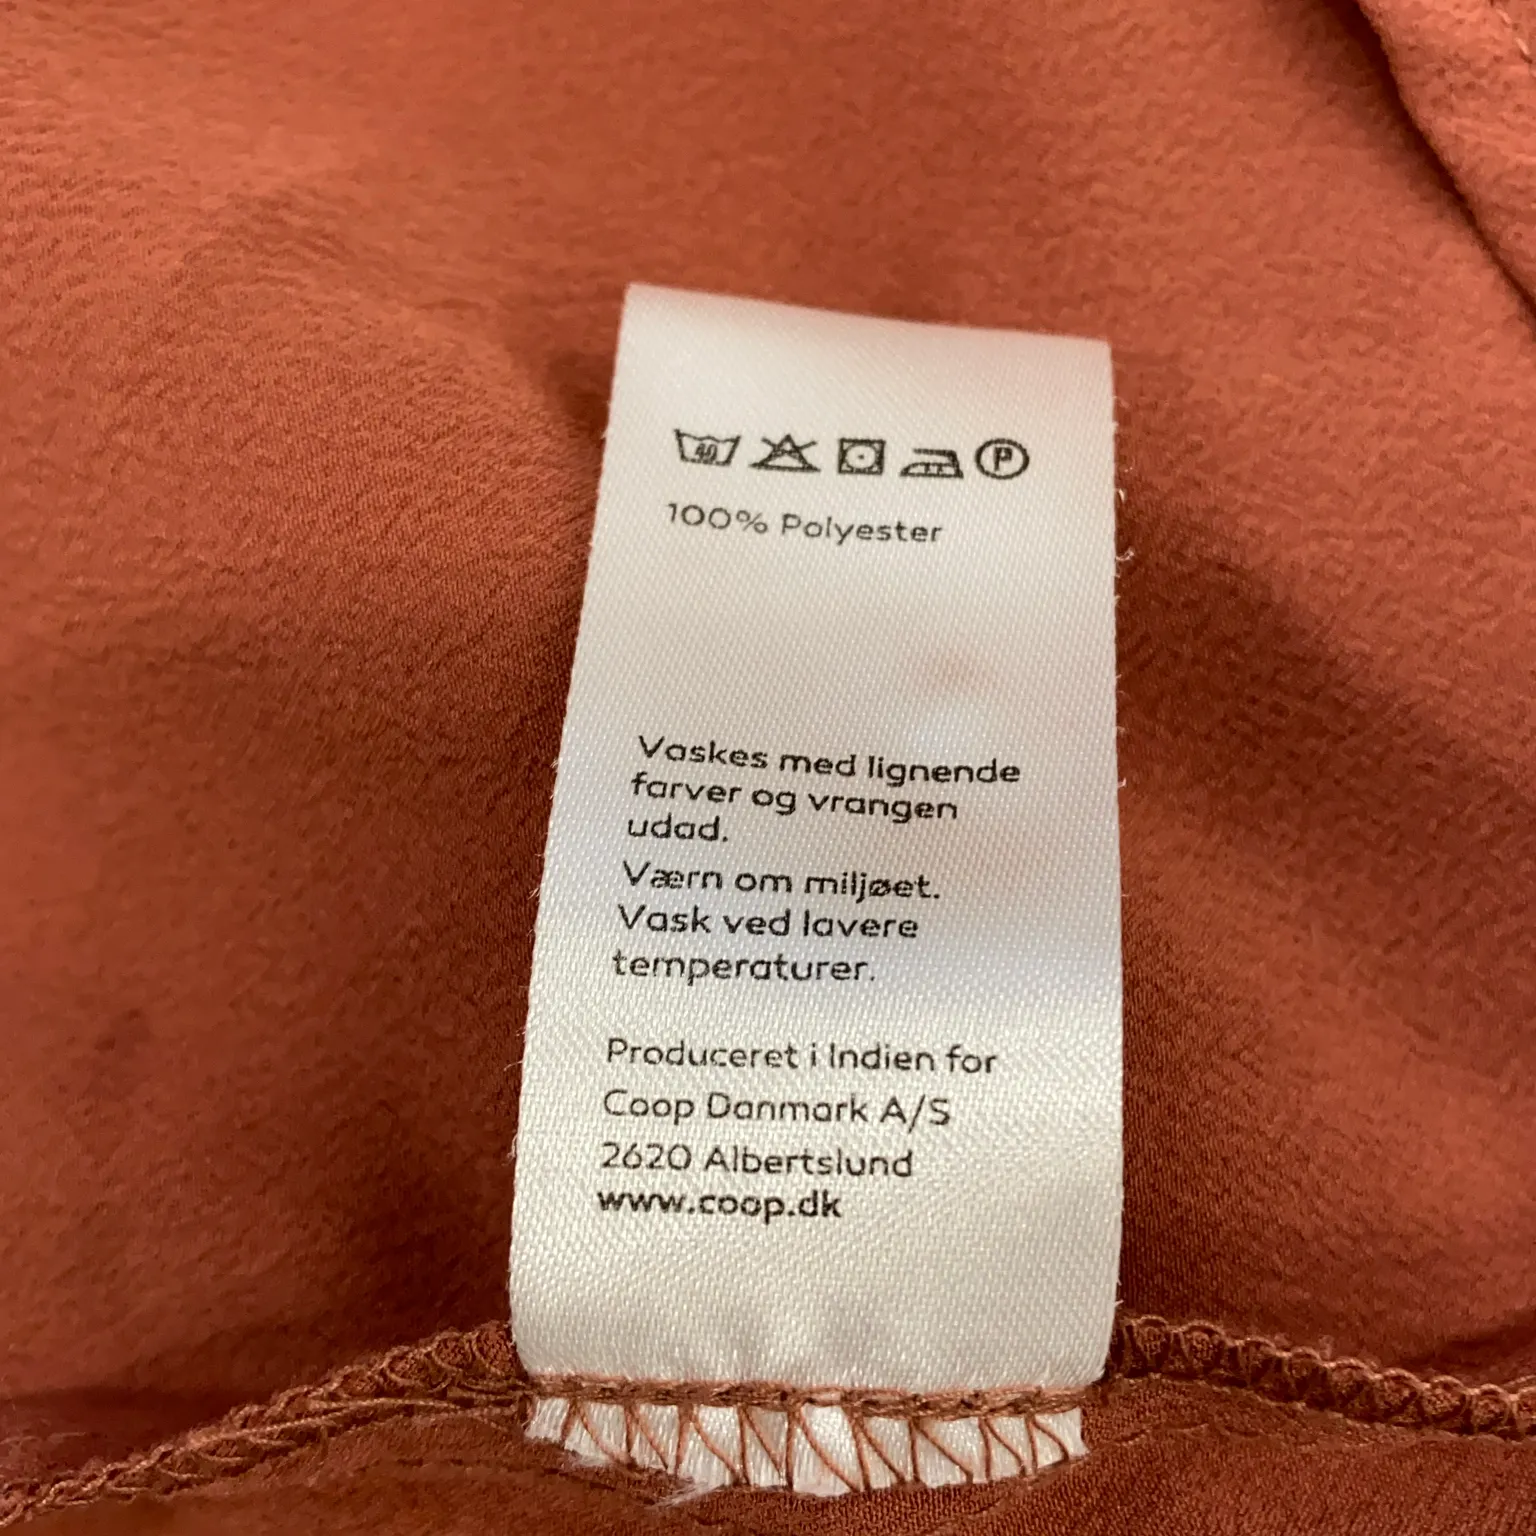 40 P
100% Polyester
Vaskes med lignende
farver og vrangen
udad.
Værn om miljøet.
Vask ved lavere
temperaturer.
Produceret i Indien for
Coop Danmark A/S
2620 Albertslund
www.coop.dk